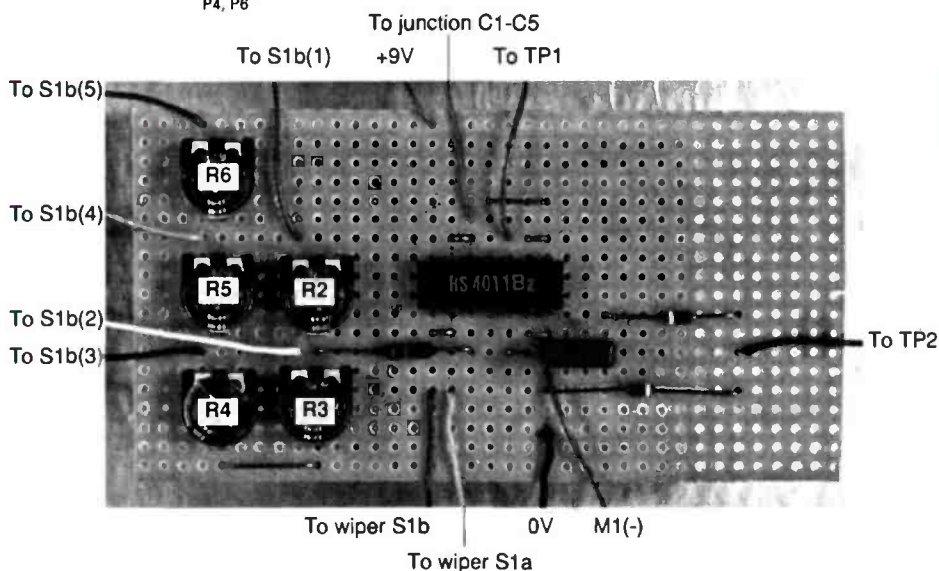 P4, P6
To junction C1-C5
To S1b(1) +9V To TP1
To S1b(5)
R6
To S1b(4)
R5 R2
RS 4011Bz
To S1b(2)
To S1b(3)
To TP2
R4 R3
To wiper S1b 0V M1(-)
To wiper S1a